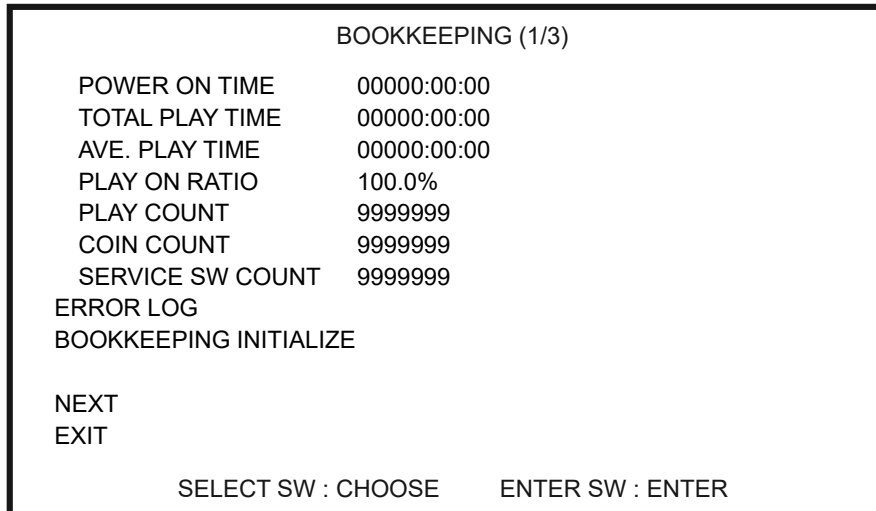 BOOKKEEPING (1/3)
POWER ON TIME 00000:00:00
TOTAL PLAY TIME 00000:00:00
AVE. PLAY TIME 00000:00:00
PLAY ON RATIO 100.0%
PLAY COUNT 9999999
COIN COUNT 9999999
SERVICE SW COUNT 9999999
ERROR LOG
BOOKKEEPING INITIALIZE
NEXT
EXIT
SELECT SW : CHOOSE ENTER SW : ENTER